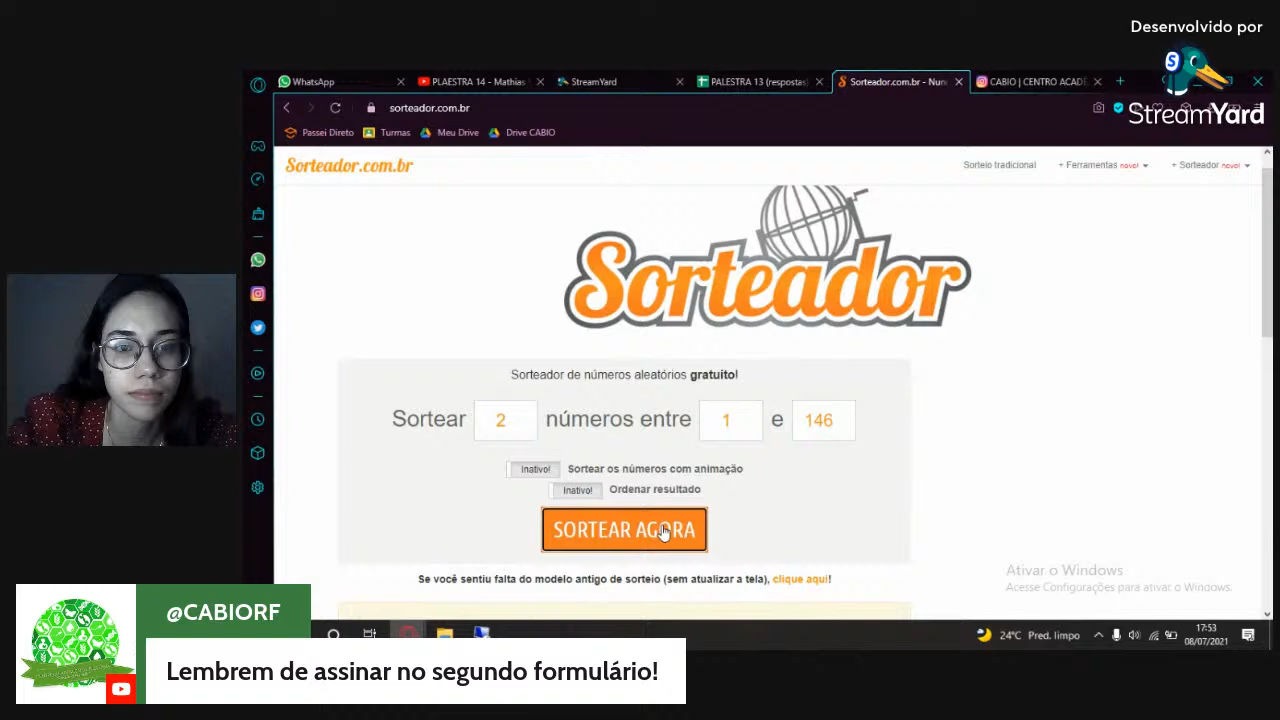 Desenvolvido por
StreamYard
WhatsApp
PLAESTRA 14 - Mathias
StreamYard
PALESTRA 13 (respostas)
Sorteador.com.br - Num
CABIO | CENTRO ACADÊ
sorteador.com.br
Passei Direto
Turmas
Meu Drive
Drive CABIO
Sorteador.com.br
Sorteio tradicional
+ Ferramentas novo!
+ Sorteador novo!
Sorteador
Sorteador de números aleatórios gratuito!
Sortear 2 números entre 1 e 146
Inativo! Sortear os números com animação
Inativo! Ordenar resultado
SORTEAR AGORA
Se você sentiu falta do modelo antigo de sorteio (sem atualizar a tela), clique aqui!
Ativar o Windows
Acesse Configurações para ativar o Windows.
24°C Pred. limpo
17:53
08/07/2021
@CABIORF
Lembrem de assinar no segundo formulário!